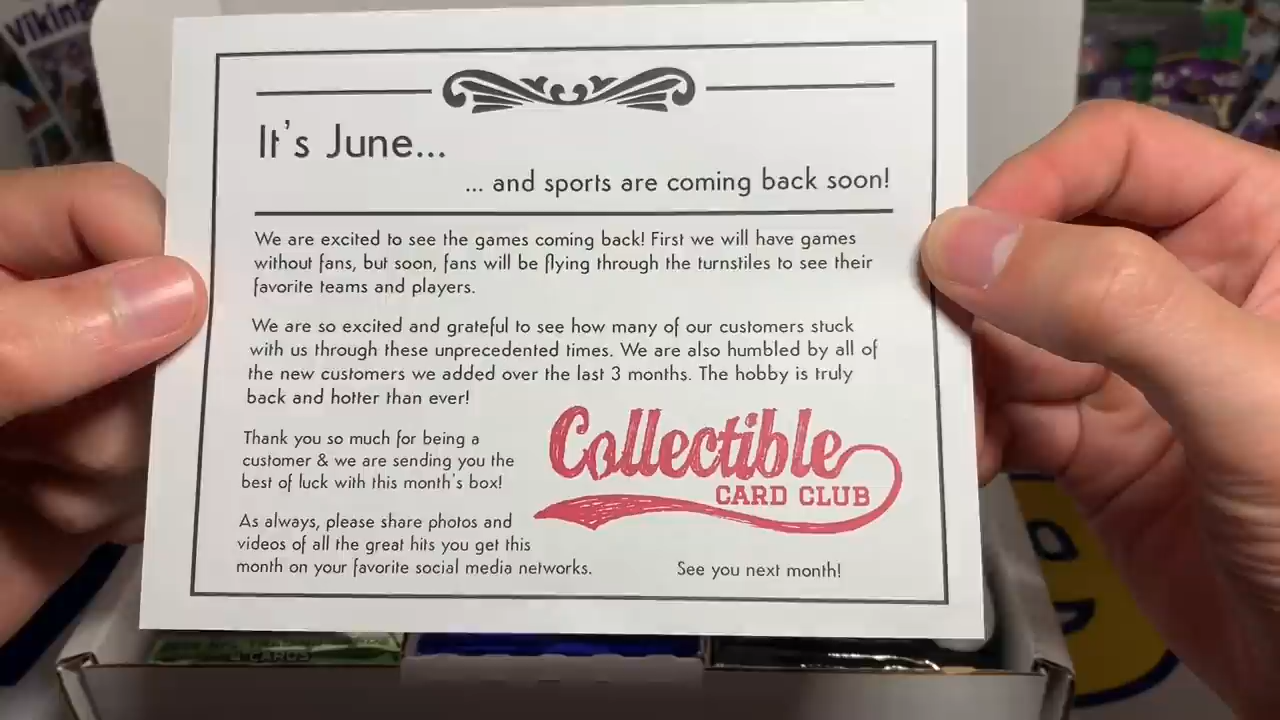 Viking
It's June...
... and sports are coming back soon!
We are excited to see the games coming back! First we will have games
without fans, but soon, fans will be flying through the turnstiles to see their
favorite teams and players.
We are so excited and grateful to see how many of our customers stuck
with us through these unprecedented times. We are also humbled by all of
the new customers we added over the last 3 months. The hobby is truly
back and hotter than ever!
Thank you so much for being a
customer & we are sending you the
best of luck with this month's box!
As always, please share photos and
videos of all the great hits you get this
month on your favorite social media networks.
Collectible
CARD CLUB
See you next month!
CARDS